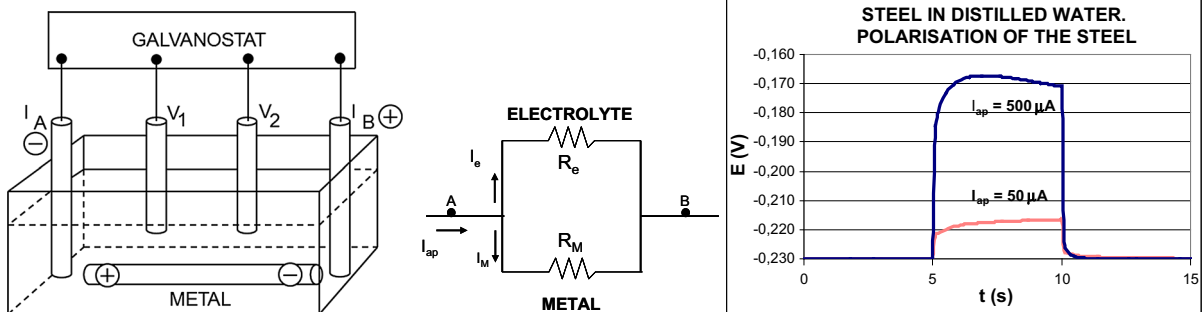 GALVANOSTAT
I A
−
V1
V2
I B
+
+
−
METAL
ELECTROLYTE
Ie
Re
A
B
Iap
IM
RM
METAL
STEEL IN DISTILLED WATER.
POLARISATION OF THE STEEL
E (V)
-0,160
-0,170
-0,180
-0,190
-0,200
-0,210
-0,220
-0,230
Iap = 500 µA
Iap = 50 µA
0
5
10
15
t (s)